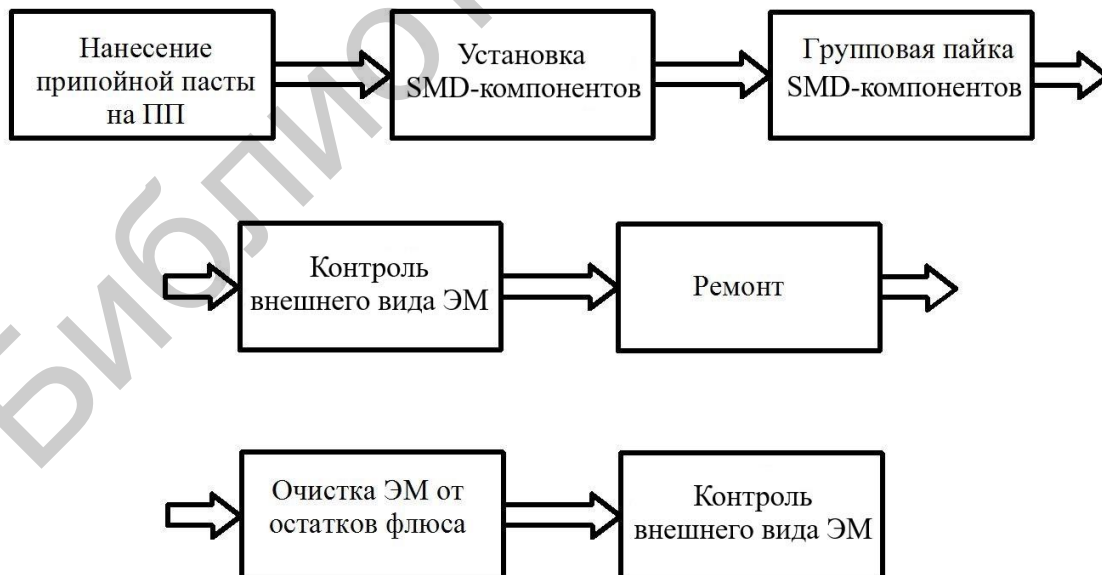 Нанесение
припойной пасты
на ПП
Установка
SMD-компонентов
Групповая пайка
SMD-компонентов
Контроль
внешнего вида ЭМ
Ремонт
Очистка ЭМ от
остатков флюса
Контроль
внешнего вида ЭМ